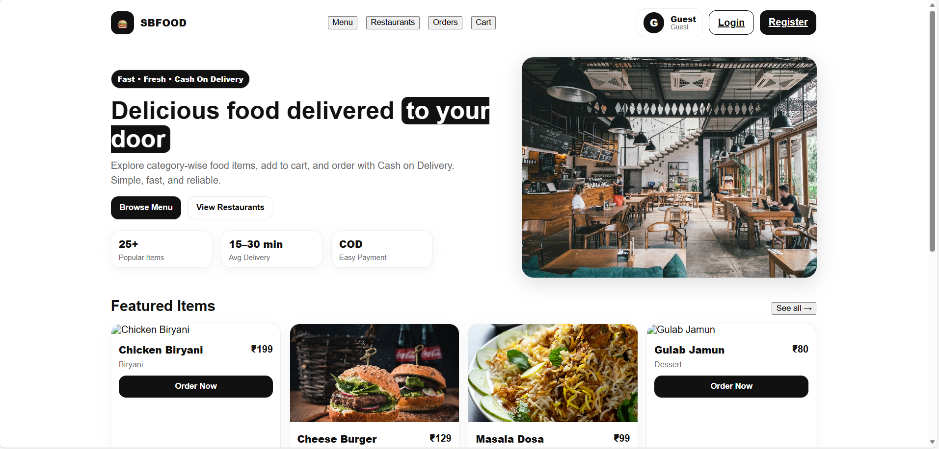 SBFOOD
Menu
Restaurants
Orders
Cart
G
Guest
Guest
Login
Register
Fast • Fresh • Cash On Delivery
Delicious food delivered to your
door
Explore category-wise food items, add to cart, and order with Cash on Delivery.
Simple, fast, and reliable.
Browse Menu
View Restaurants
25+
Popular Items
15–30 min
Avg Delivery
COD
Easy Payment
Featured Items
See all →
Chicken Biryani
Chicken Biryani ₹199
Biryani
Order Now
Cheese Burger ₹129
Masala Dosa ₹99
Gulab Jamun
Gulab Jamun ₹80
Dessert
Order Now